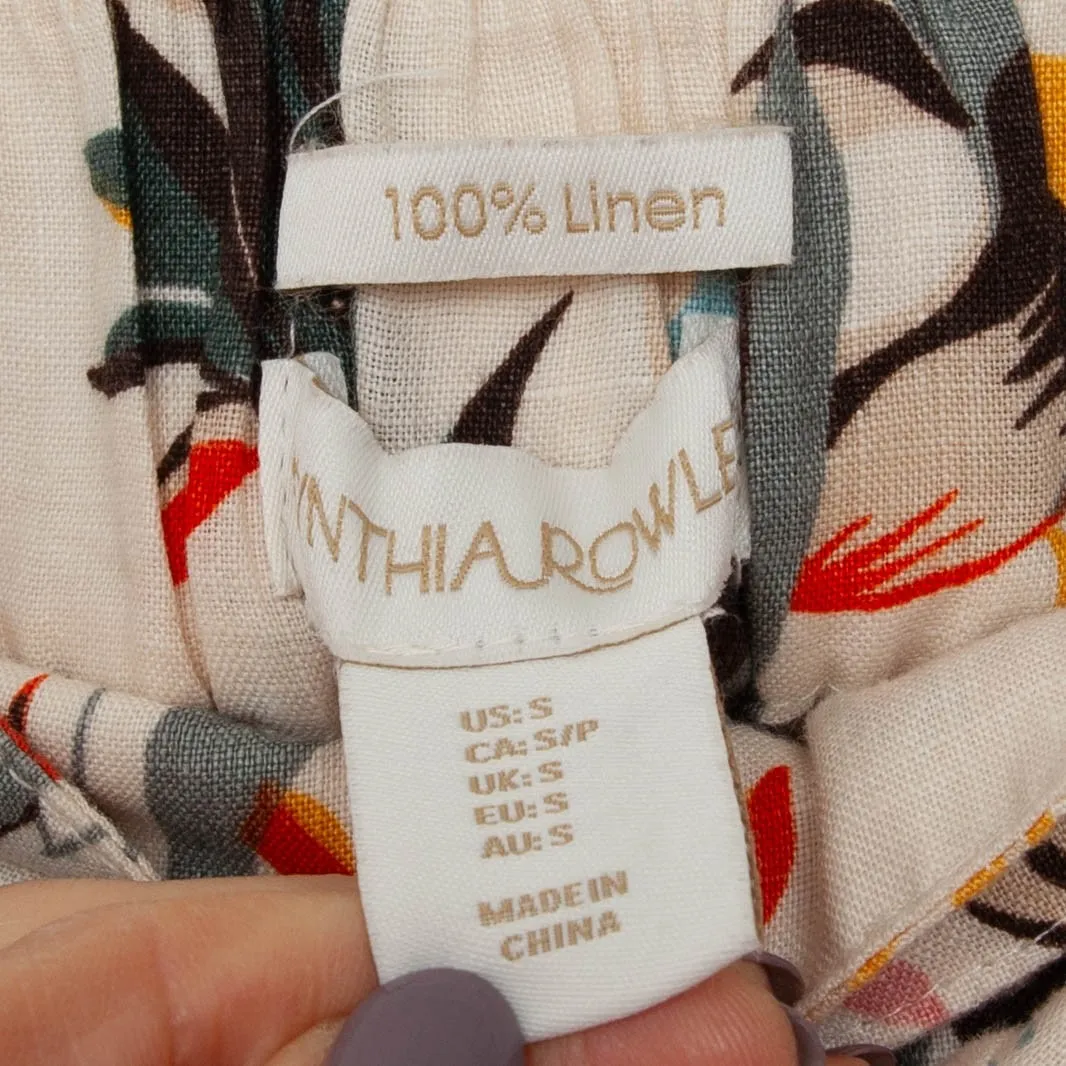 100% Linen
YNTHIA ROWLE
US: S
CA: S/P
UK: S
EU: S
AU: S
MADE IN
CHINA